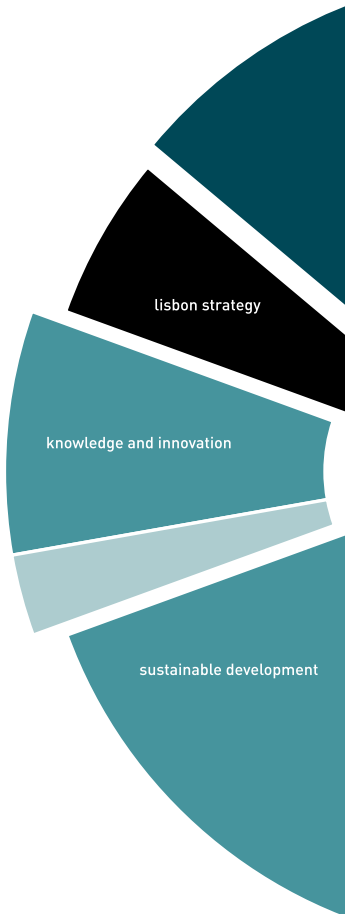 lisbon strategy
knowledge and innovation
sustainable development